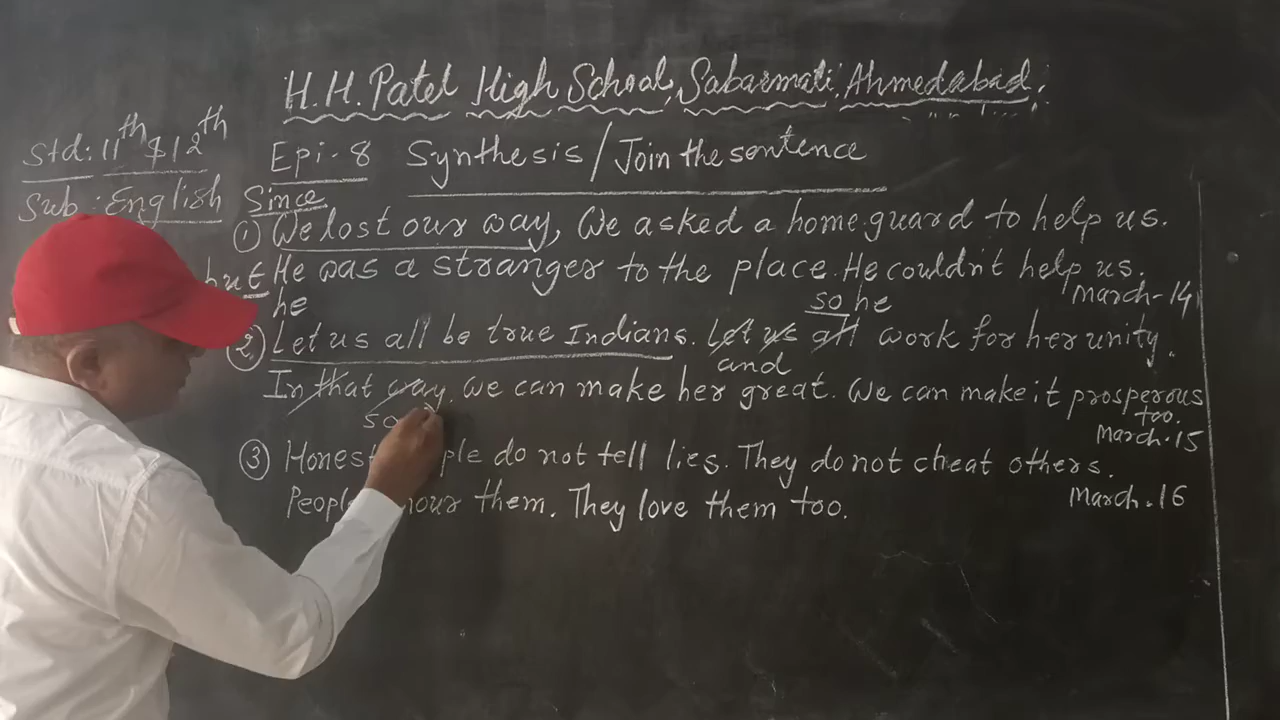 H.H. Patel High School, Sabarmati, Ahmedabad.
Std: 11th & 12th
Sub: English
Epi-8 Synthesis / Join the sentence
Since
① We lost our way, We asked a home-guard to help us.
but He was a stranger to the place. He couldn't help us.
he so he March-14
② Let us all be true Indians. Let us all work for her unity.
and
In that way, we can make her great. We can make it prosperous
so too.
March-15
③ Honest do not tell lies. They do not cheat others.
People them. They love them too. March-16